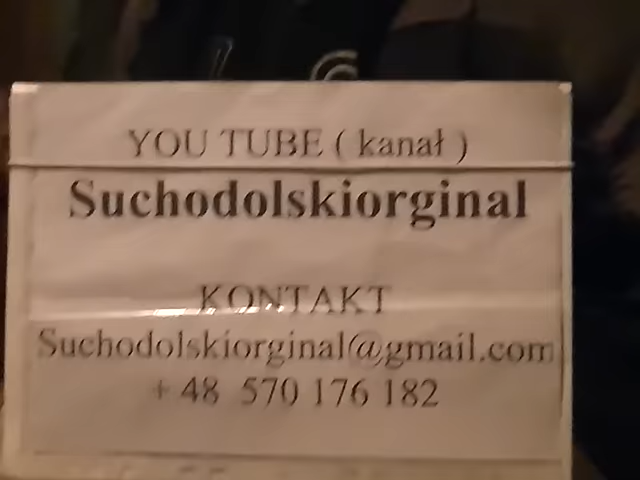 YOU TUBE ( kanał )
Suchodolskiorginal
KONTAKT
Suchodolskiorginal@gmail.com
+ 48 570 176 182